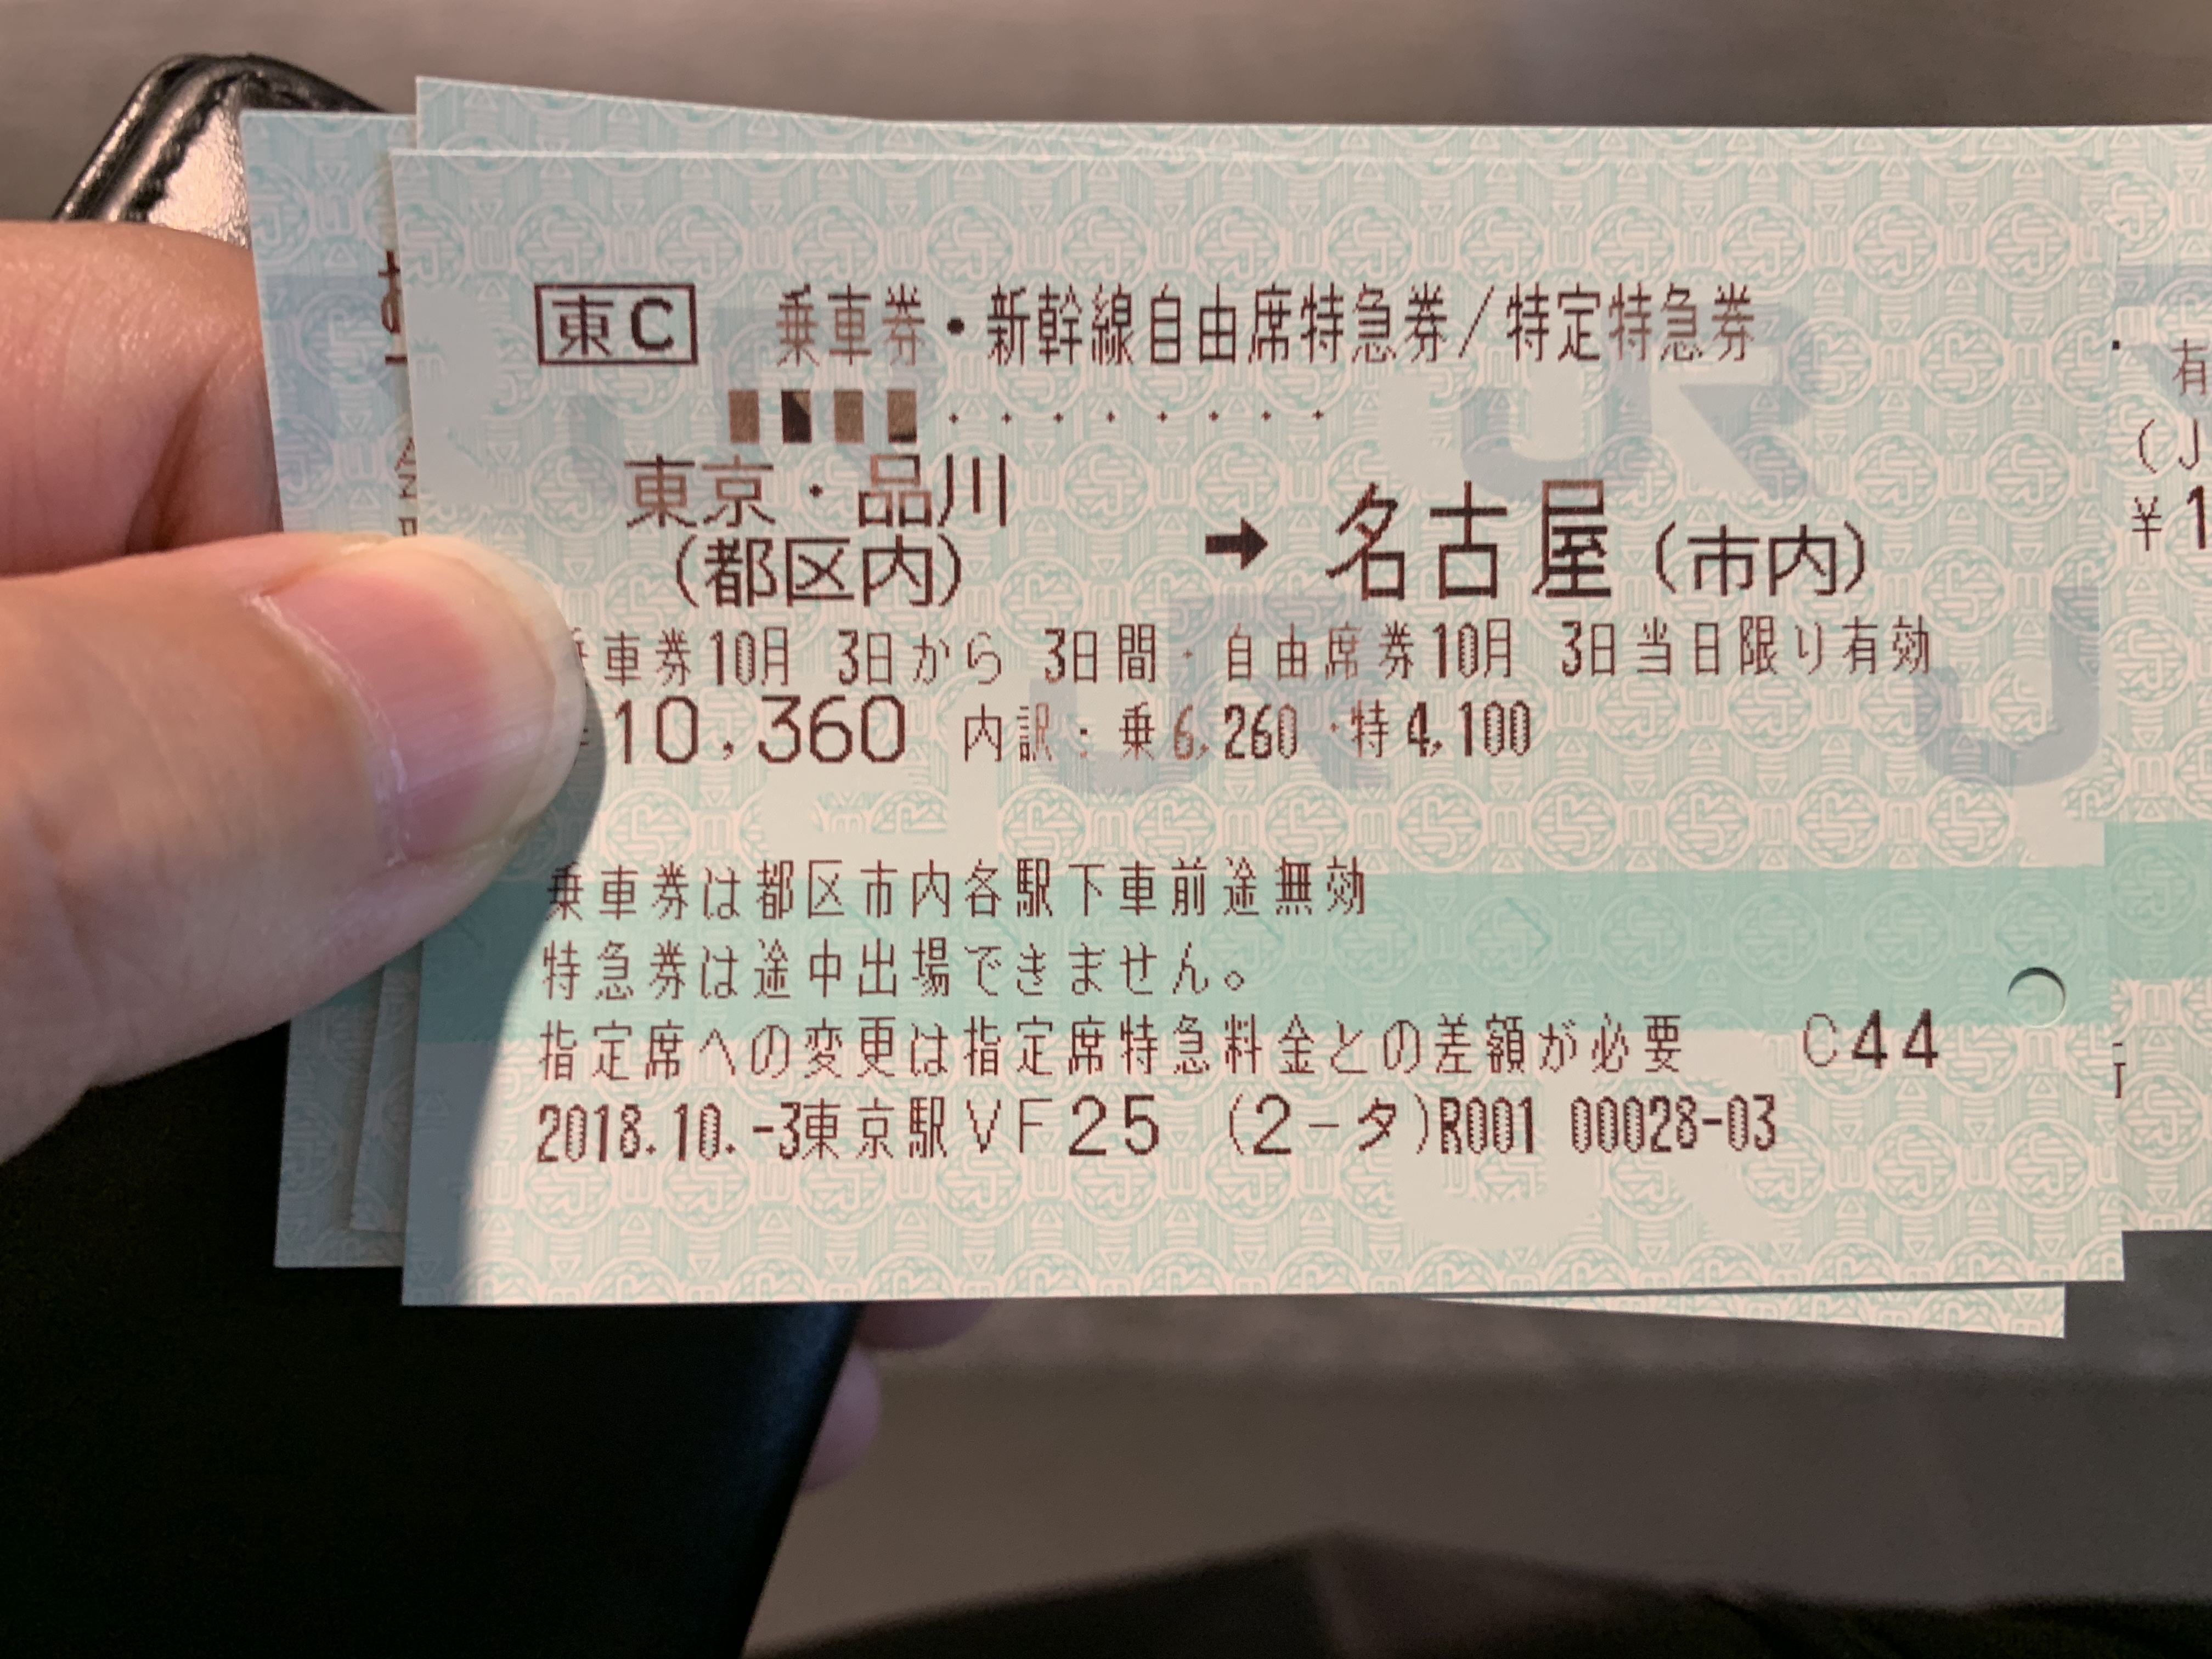 東C 乗車券・新幹線自由席特急券/特定特急券
東京・品川 → 名古屋(市内)
(都区内)
車券10月 3日から 3日間・自由席券10月 3日当日限り有効
10,360 内訳:乗6,260・特4,100
乗車券は都区市内各駅下車前途無効
特急券は途中出場できません。
指定席への変更は指定席特急料金との差額が必要 C44
2018.10.-3東京駅VF25 (2-タ)R001 00028-03
有
(J
¥1